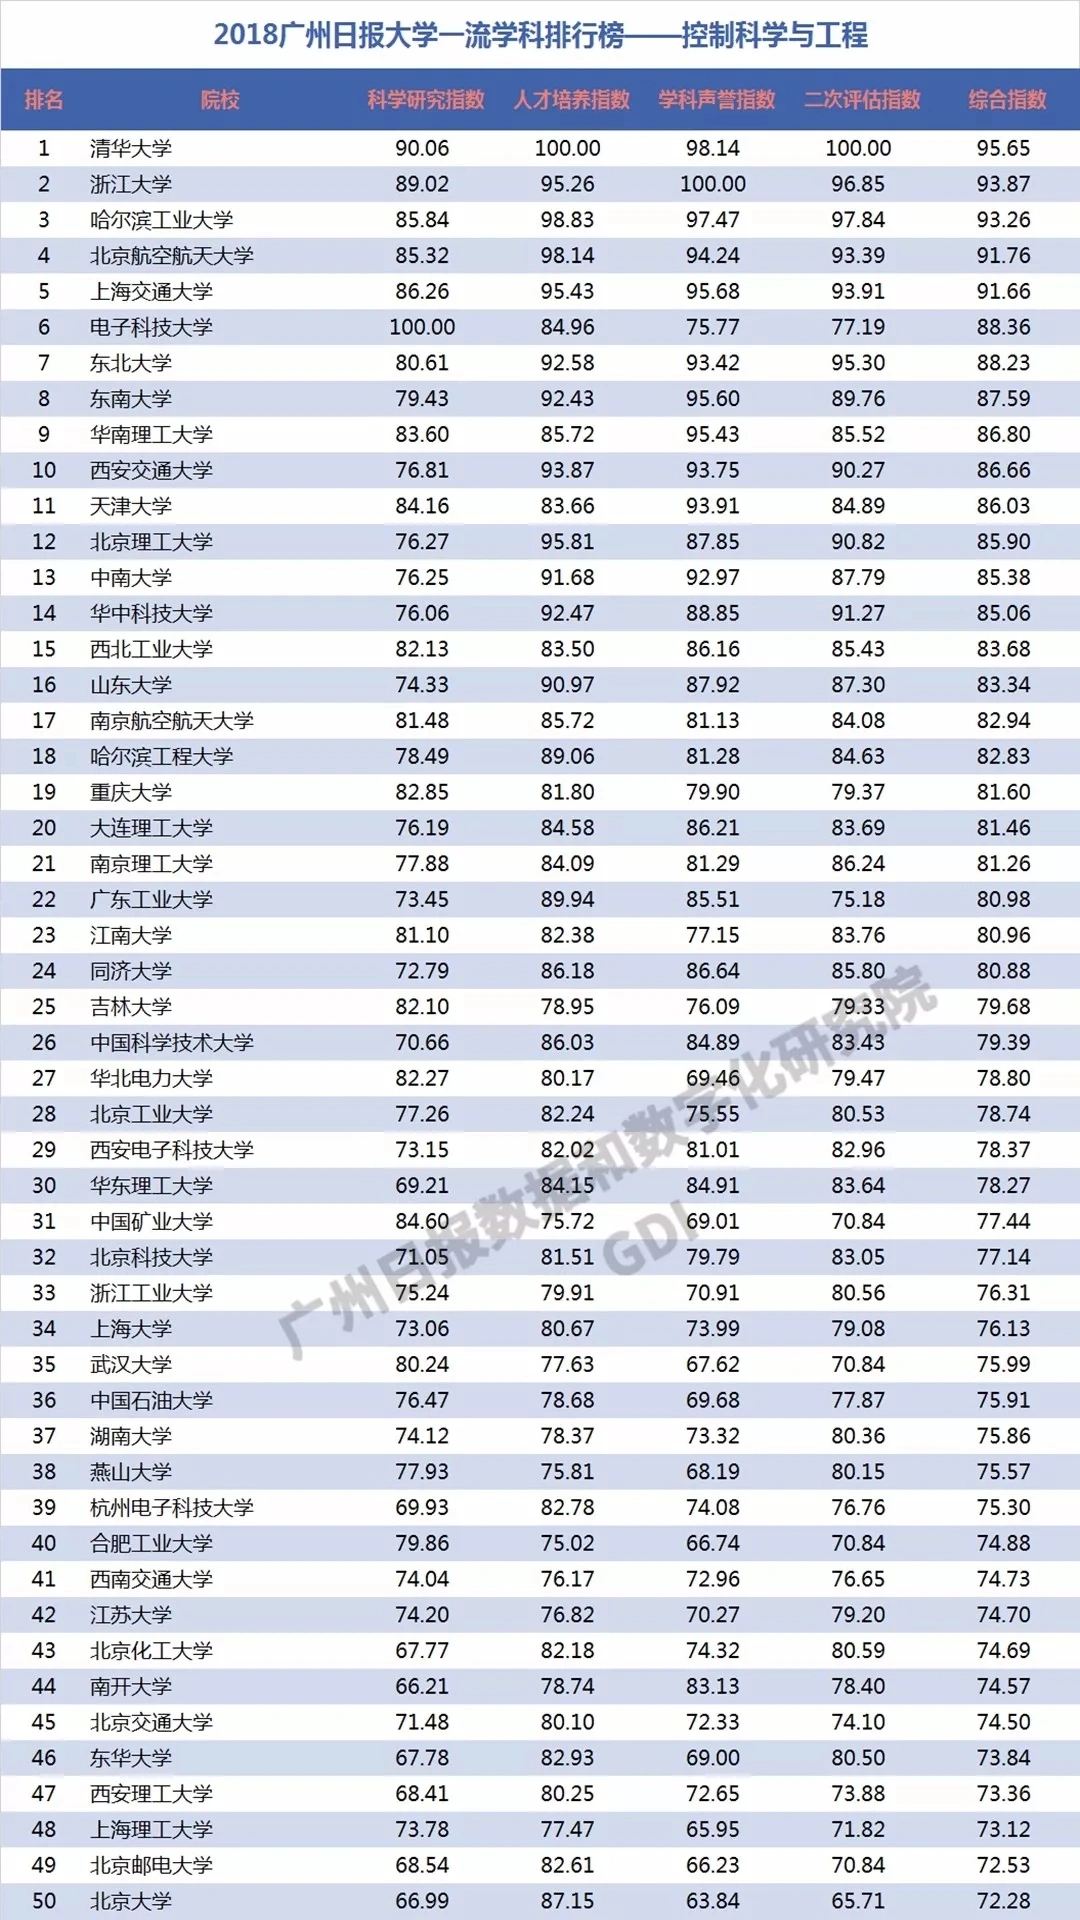 2018广州日报大学一流学科排行榜——控制科学与工程
排名 院校 科学研究指数 人才培养指数 学科声誉指数 二次评估指数 综合指数
1 清华大学 90.06 100.00 98.14 100.00 95.65
2 浙江大学 89.02 95.26 100.00 96.85 93.87
3 哈尔滨工业大学 85.84 98.83 97.47 97.84 93.26
4 北京航空航天大学 85.32 98.14 94.24 93.39 91.76
5 上海交通大学 86.26 95.43 95.68 93.91 91.66
6 电子科技大学 100.00 84.96 75.77 77.19 88.36
7 东北大学 80.61 92.58 93.42 95.30 88.23
8 东南大学 79.43 92.43 95.60 89.76 87.59
9 华南理工大学 83.60 85.72 95.43 85.52 86.80
10 西安交通大学 76.81 93.87 93.75 90.27 86.66
11 天津大学 84.16 83.66 93.91 84.89 86.03
12 北京理工大学 76.27 95.81 87.85 90.82 85.90
13 中南大学 76.25 91.68 92.97 87.79 85.38
14 华中科技大学 76.06 92.47 88.85 91.27 85.06
15 西北工业大学 82.13 83.50 86.16 85.43 83.68
16 山东大学 74.33 90.97 87.92 87.30 83.34
17 南京航空航天大学 81.48 85.72 81.13 84.08 82.94
18 哈尔滨工程大学 78.49 89.06 81.28 84.63 82.83
19 重庆大学 82.85 81.80 79.90 79.37 81.60
20 大连理工大学 76.19 84.58 86.21 83.69 81.46
21 南京理工大学 77.88 84.09 81.29 86.24 81.26
22 广东工业大学 73.45 89.94 85.51 75.18 80.98
23 江南大学 81.10 82.38 77.15 83.76 80.96
24 同济大学 72.79 86.18 86.64 85.80 80.88
25 吉林大学 82.10 78.95 76.09 79.33 79.68
26 中国科学技术大学 70.66 86.03 84.89 83.43 79.39
27 华北电力大学 82.27 80.17 69.46 79.47 78.80
28 北京工业大学 77.26 82.24 75.55 80.53 78.74
29 西安电子科技大学 73.15 82.02 81.01 82.96 78.37
30 华东理工大学 69.21 84.15 84.91 83.64 78.27
31 中国矿业大学 84.60 75.72 69.01 70.84 77.44
32 北京科技大学 71.05 81.51 79.79 83.05 77.14
33 浙江工业大学 75.24 79.91 70.91 80.56 76.31
34 上海大学 73.06 80.67 73.99 79.08 76.13
35 武汉大学 80.24 77.63 67.62 70.84 75.99
36 中国石油大学 76.47 78.68 69.68 77.87 75.91
37 湖南大学 74.12 78.37 73.32 80.36 75.86
38 燕山大学 77.93 75.81 68.19 80.15 75.57
39 杭州电子科技大学 69.93 82.78 74.08 76.76 75.30
40 合肥工业大学 79.86 75.02 66.74 70.84 74.88
41 西南交通大学 74.04 76.17 72.96 76.65 74.73
42 江苏大学 74.20 76.82 70.27 79.20 74.70
43 北京化工大学 67.77 82.18 74.32 80.59 74.69
44 南开大学 66.21 78.74 83.13 78.40 74.57
45 北京交通大学 71.48 80.10 72.33 74.10 74.50
46 东华大学 67.78 82.93 69.00 80.50 73.84
47 西安理工大学 68.41 80.25 72.65 73.88 73.36
48 上海理工大学 73.78 77.47 65.95 71.82 73.12
49 北京邮电大学 68.54 82.61 66.23 70.84 72.53
50 北京大学 66.99 87.15 63.84 65.71 72.28
广州日报数据和数字化研究院
GDI